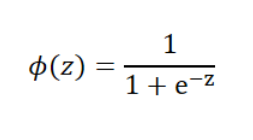 ϕ(z) = 1 / (1 + e⁻ᶻ)